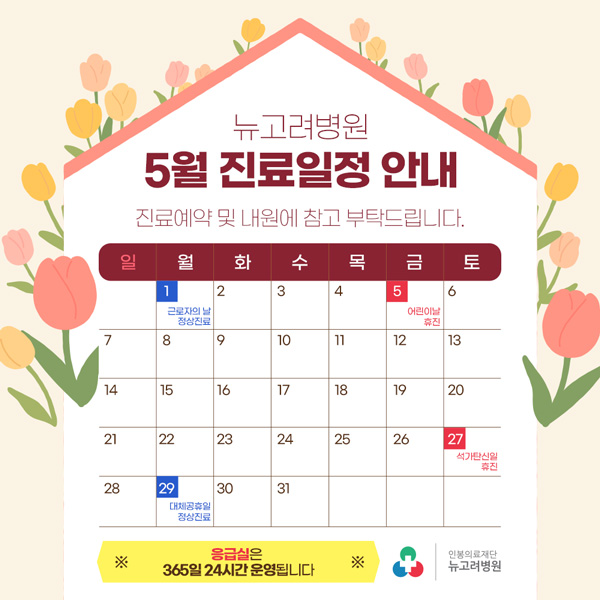 뉴고려병원
5월 진료일정 안내
진료예약 및 내원에 참고 부탁드립니다.
일 월 화 수 목 금 토
1 2 3 4 5 6
근로자의 날 어린이날
정상진료 휴진
7 8 9 10 11 12 13
14 15 16 17 18 19 20
21 22 23 24 25 26 27
석가탄신일
휴진
28 29 30 31
대체공휴일
정상진료
※ 응급실은 ※
365일 24시간 운영됩니다
인봉의료재단
뉴고려병원